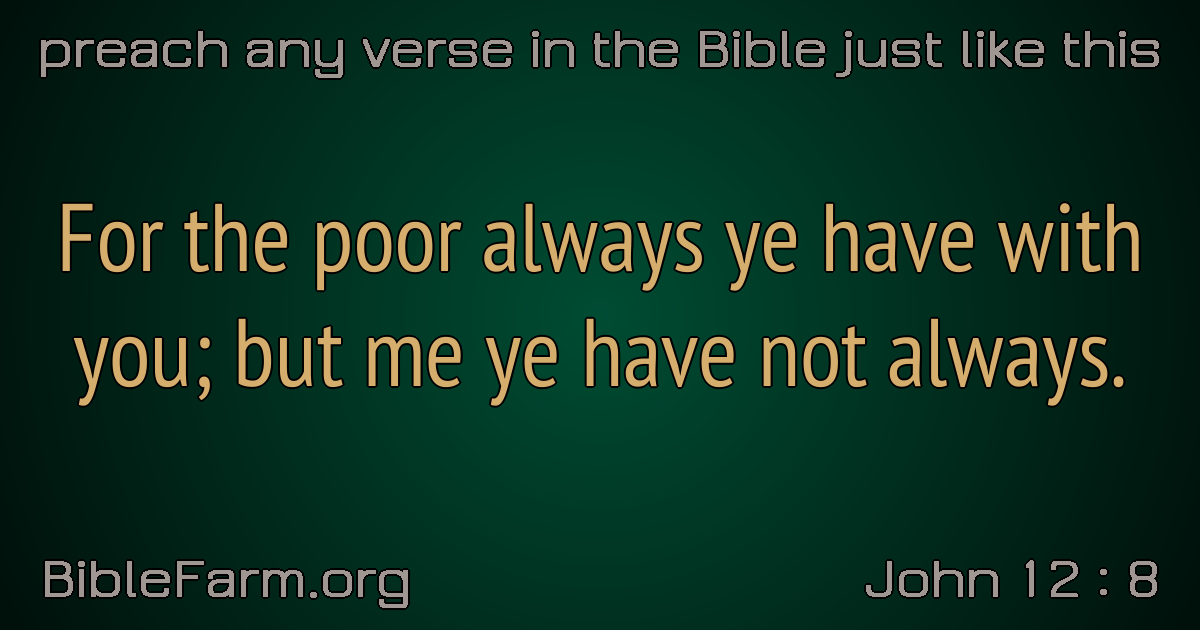 preach any verse in the Bible just like this
For the poor always ye have with
you; but me ye have not always.
BibleFarm.org
John 12 : 8